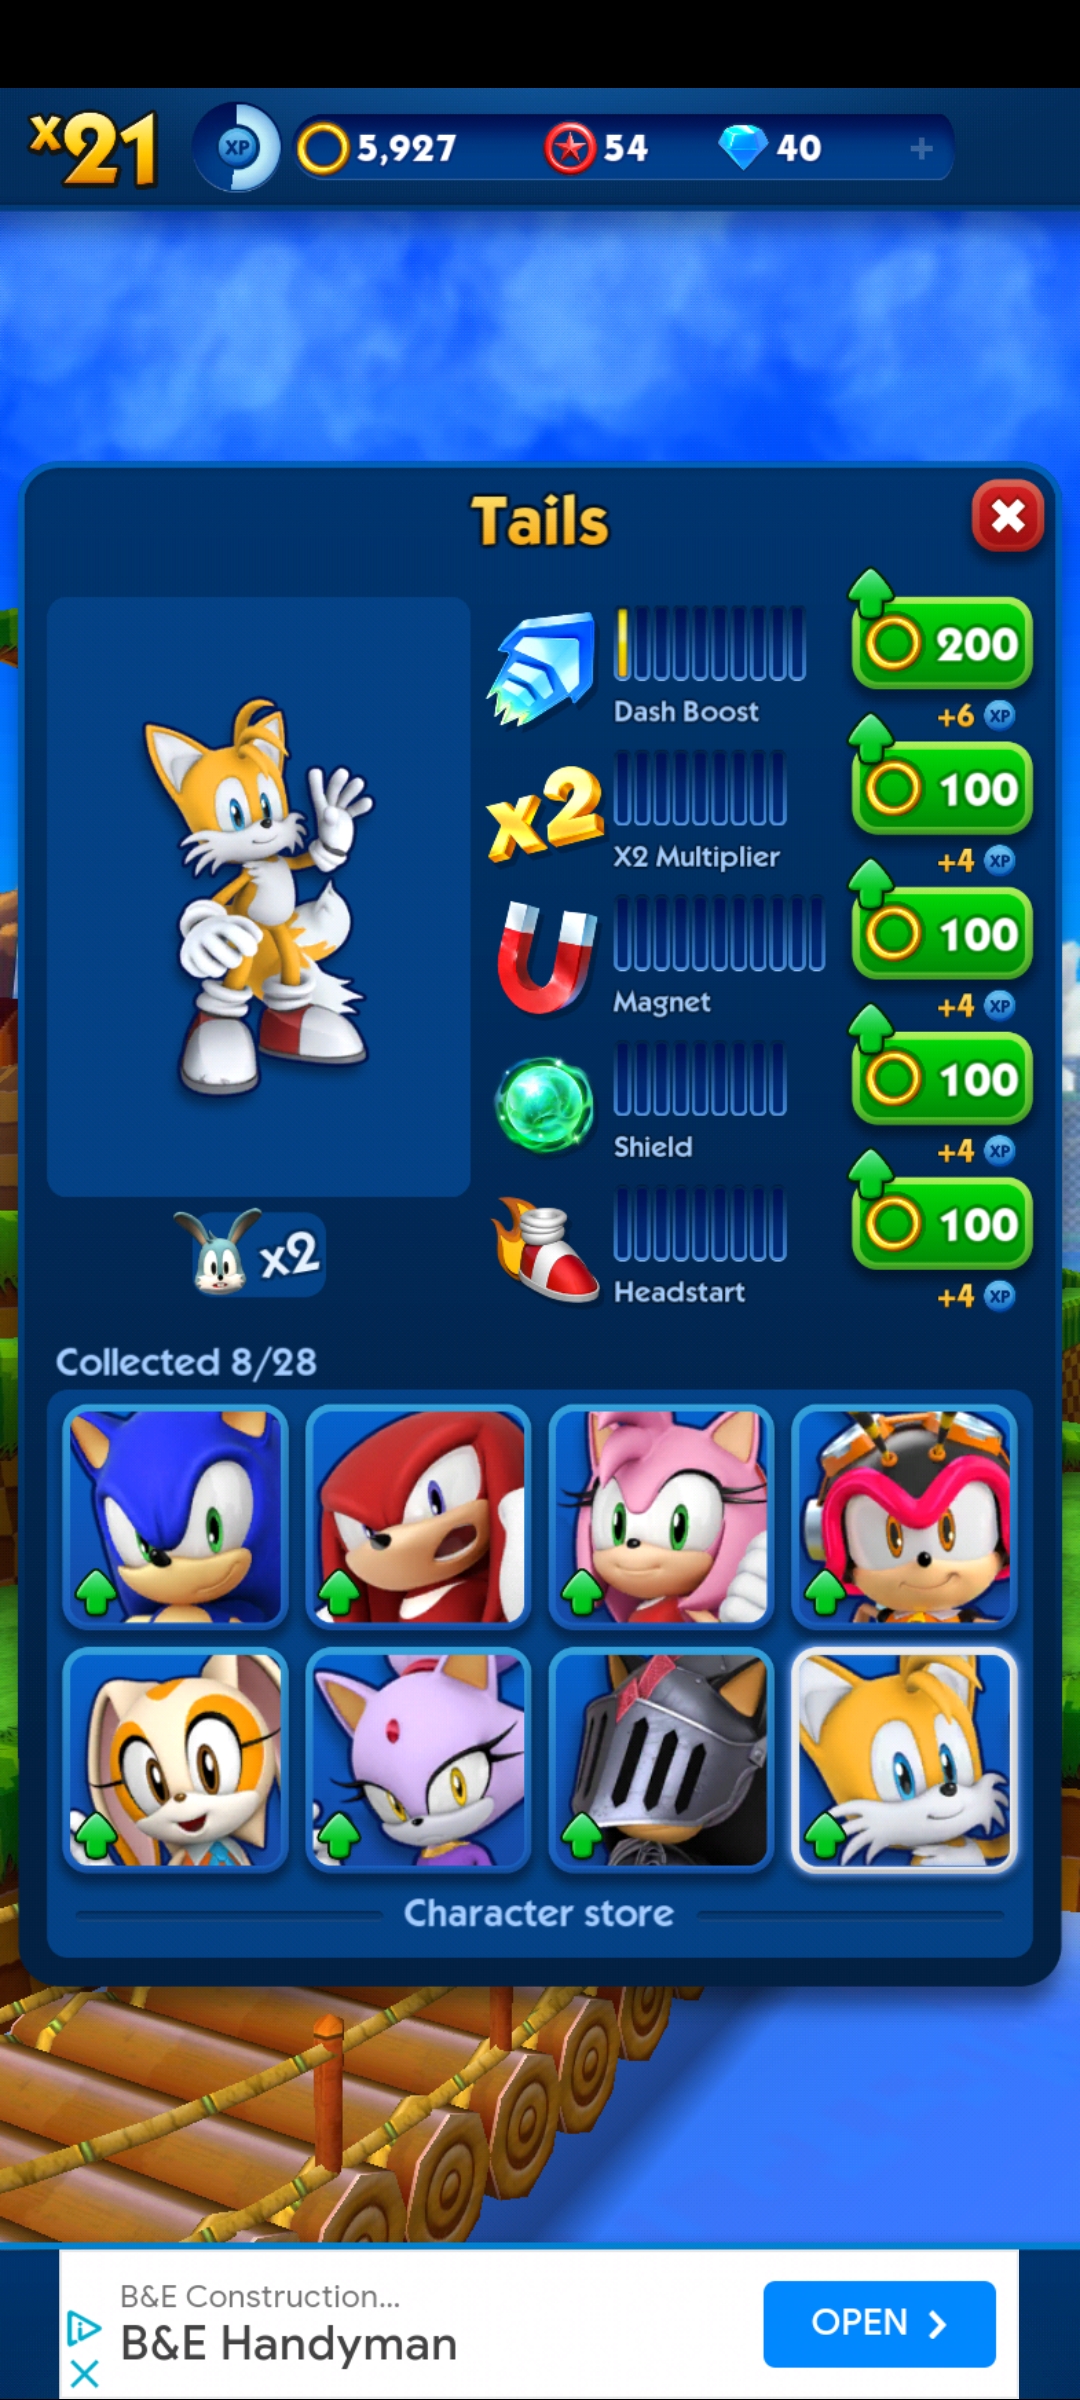 x21
XP
5,927
54
40
+
Tails
200
Dash Boost
+6 XP
x2
100
X2 Multiplier
+4 XP
100
Magnet
+4 XP
100
Shield
+4 XP
x2
100
Headstart
+4 XP
Collected 8/28
Character store
B&E Construction...
B&E Handyman
OPEN